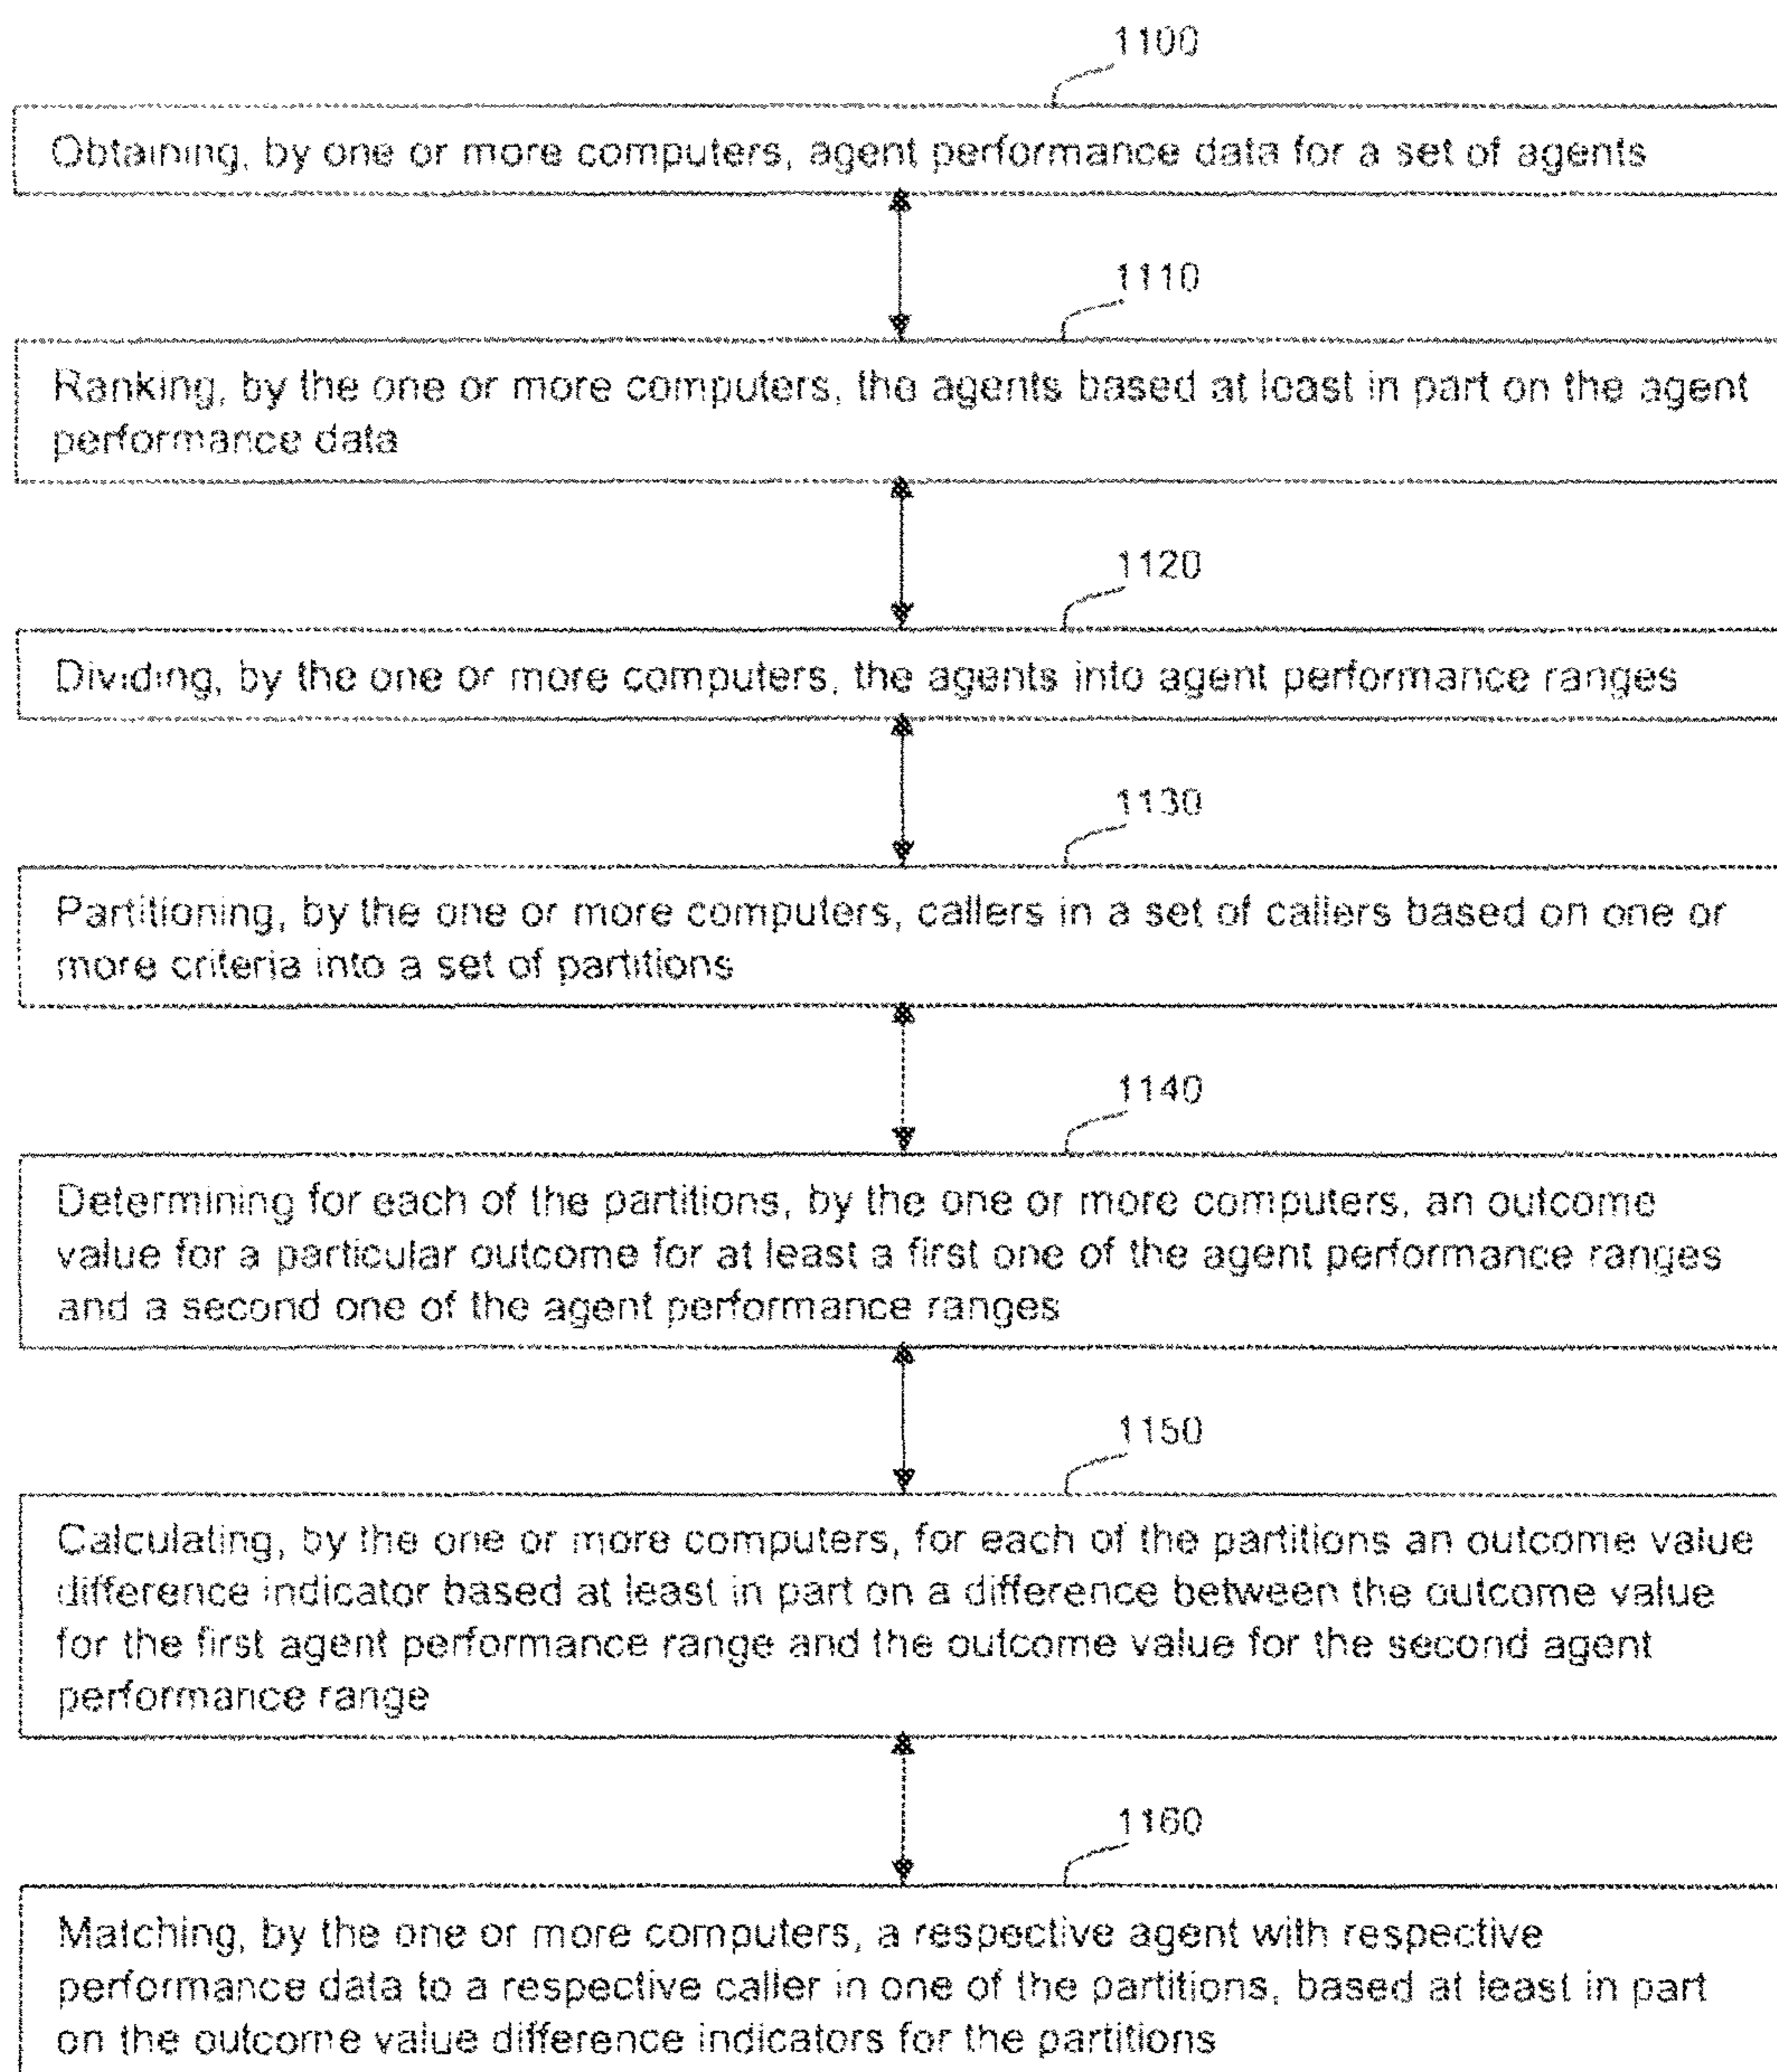 1100
Obtaining, by one or more computers, agent performance data for a set of agents
1110
Ranking, by the one or more computers, the agents based at least in part on the agent
performance data
1120
Dividing, by the one or more computers, the agents into agent performance ranges
1130
Partitioning, by the one or more computers, callers in a set of callers based on one or
more criteria into a set of partitions
1140
Determining for each of the partitions, by the one or more computers, an outcome
value for a particular outcome for at least a first one of the agent performance ranges
and a second one of the agent performance ranges
1150
Calculating, by the one or more computers, for each of the partitions an outcome value
difference indicator based at least in part on a difference between the outcome value
for the first agent performance range and the outcome value for the second agent
performance range
1160
Matching, by the one or more computers, a respective agent with respective
performance data to a respective caller in one of the partitions, based at least in part
on the outcome value difference indicators for the partitions